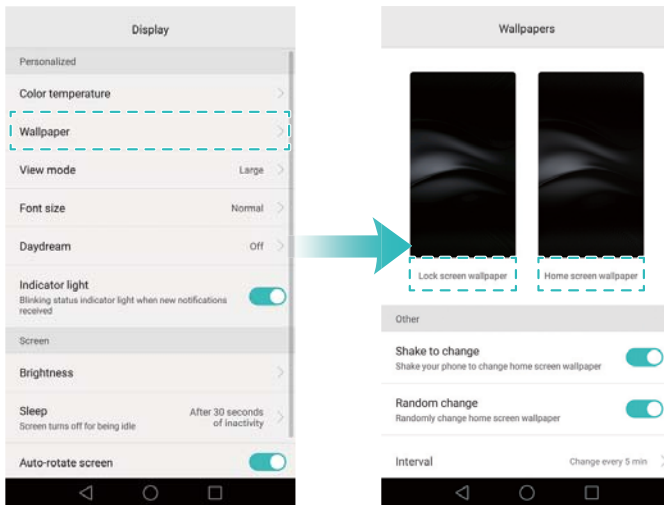 Display
Personalized
Color temperature
Wallpaper
View mode Large
Font size Normal
Daydream Off
Indicator light
Blinking status indicator light when new notifications
received
Screen
Brightness
Sleep After 30 seconds
Screen turns off for being idle of inactivity
Auto-rotate screen
Wallpapers
Lock screen wallpaper Home screen wallpaper
Other
Shake to change
Shake your phone to change home screen wallpaper
Random change
Randomly change home screen wallpaper
Interval Change every 5 min